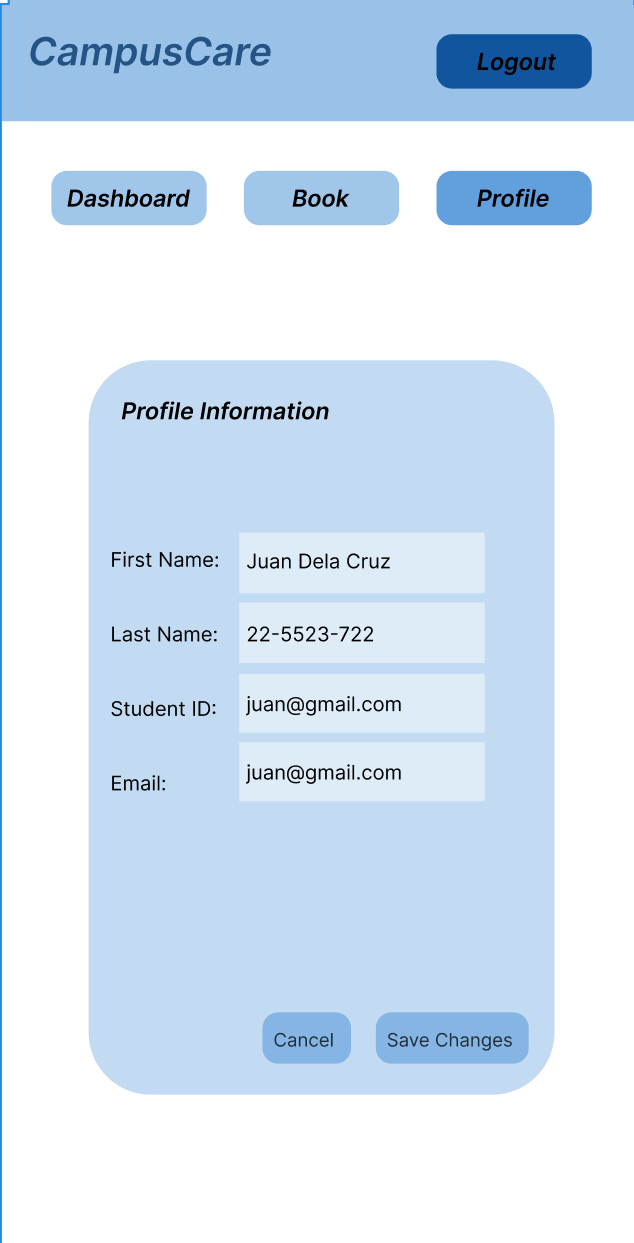 CampusCare
Logout
Dashboard
Book
Profile
Profile Information
First Name: Juan Dela Cruz
Last Name: 22-5523-722
Student ID: juan@gmail.com
Email: juan@gmail.com
Cancel
Save Changes